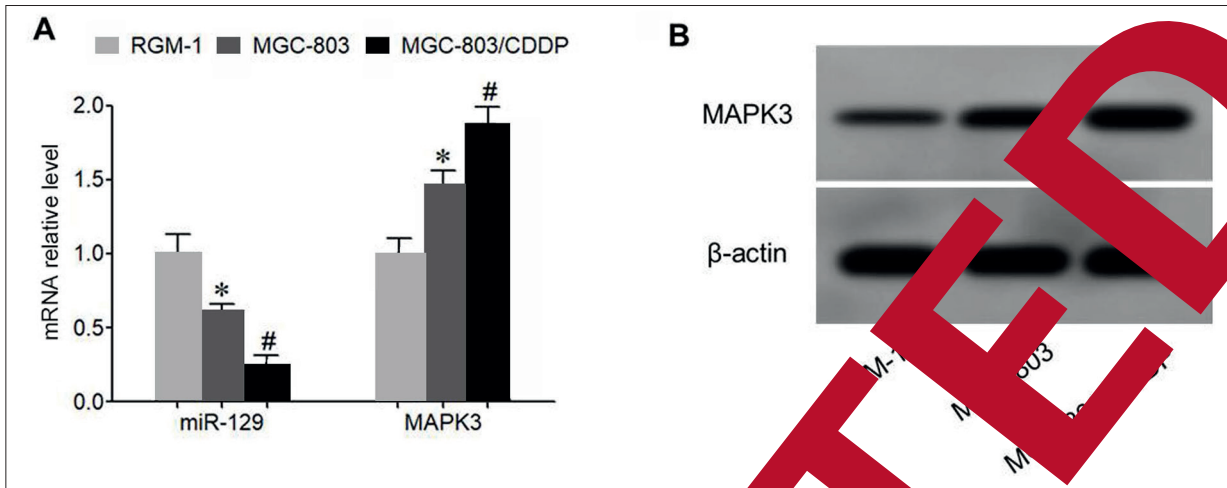 A
RGM-1 MGC-803 MGC-803/CDDP
mRNA relative level
2.0
1.5
1.0
0.5
0.0
*
#
*
#
miR-129
MAPK3
B
MAPK3
β-actin
TED